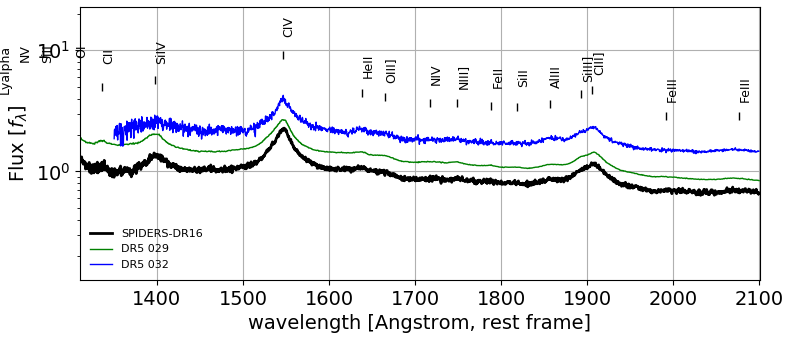 Lyalpha
NV
SiII
OI
CII
SiIV
CIV
HeII
OIII]
NIV
NIII]
FeII
SiII
AlIII
SiIII]
CIII]
FeIII
FeIII
10¹
10⁰
Flux [fλ]
SPIDERS-DR16
DR5 029
DR5 032
1400 1500 1600 1700 1800 1900 2000 2100
wavelength [Angstrom, rest frame]